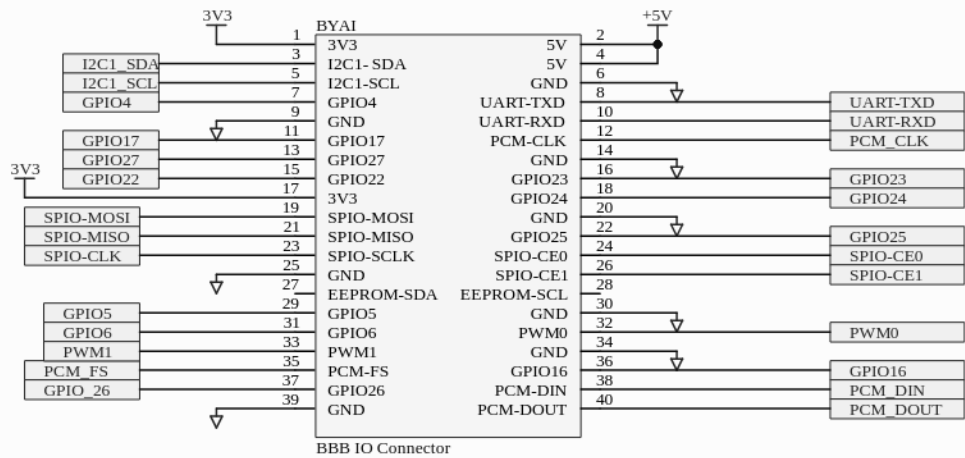 3V3 +5V
BYAI
1 3V3 5V 2
I2C1_SDA 3 I2C1- SDA 5V 4
I2C1_SCL 5 I2C1-SCL GND 6
GPIO4 7 GPIO4 UART-TXD 8 UART-TXD
9 GND UART-RXD 10 UART-RXD
GPIO17 11 GPIO17 PCM-CLK 12 PCM_CLK
GPIO27 13 GPIO27 GND 14
3V3 GPIO22 15 GPIO22 GPIO23 16 GPIO23
17 3V3 GPIO24 18 GPIO24
SPIO-MOSI 19 SPIO-MOSI GND 20
SPIO-MISO 21 SPIO-MISO GPIO25 22 GPIO25
SPIO-CLK 23 SPIO-SCLK SPIO-CE0 24 SPIO-CE0
25 GND SPIO-CE1 26 SPIO-CE1
27 EEPROM-SDA EEPROM-SCL 28
GPIO5 29 GPIO5 GND 30
GPIO6 31 GPIO6 PWM0 32 PWM0
PWM1 33 PWM1 GND 34
PCM_FS 35 PCM-FS GPIO16 36 GPIO16
GPIO_26 37 GPIO26 PCM-DIN 38 PCM_DIN
39 GND PCM-DOUT 40 PCM_DOUT
BBB IO Connector